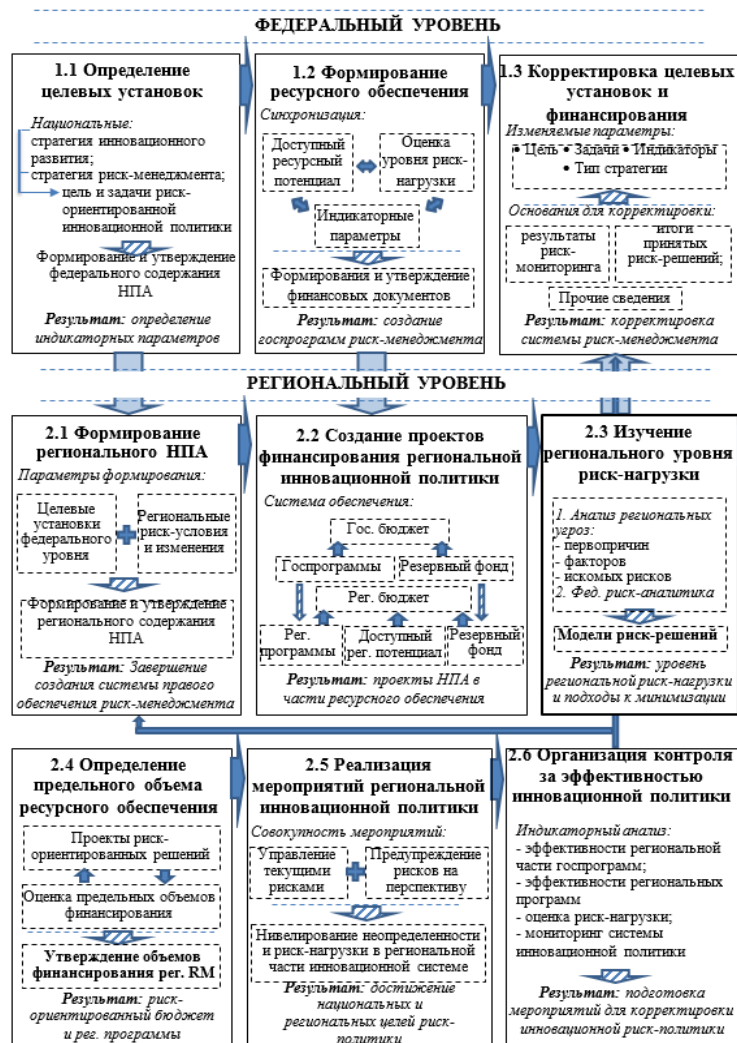 ФЕДЕРАЛЬНЫЙ УРОВЕНЬ
1.1 Определение
целевых установок
Национальные:
стратегия инновационного
развития;
стратегия риск-менеджмента;
цель и задачи риск-
ориентированной
инновационной политики
Формирование и утверждение
федерального содержания
НПА
Результат: определение
индикаторных параметров
1.2 Формирование
ресурсного обеспечения
Синхронизация:
Доступный
ресурсный
потенциал
Оценка
уровня риск-
нагрузки
Индикаторные
параметры
Формирования и утверждение
финансовых документов
Результат: создание
госпрограмм риск-менеджмента
1.3 Корректировка целевых
установок и
финансирования
Изменяемые параметры:
• Цель • Задачи • Индикаторы
• Тип стратегии
Основания для корректировки:
результаты
риск-
мониторинга
итоги
принятых
риск-решений;
Прочие сведения
Результат: корректировка
системы риск-менеджмента
РЕГИОНАЛЬНЫЙ УРОВЕНЬ
2.1 Формирование
регионального НПА
Параметры формирования:
Целевые
установки
федерального
уровня
Региональные
риск-условия
и изменения
Формирование и утверждение
регионального содержания
НПА
Результат: Завершение
создания системы правого
обеспечения риск-менеджмента
2.2 Создание проектов
финансирования региональной
инновационной политики
Система обеспечения:
Гос. бюджет
Госпрограммы
Резервный фонд
Рег. бюджет
Рег.
программы
Доступный
рег. потенциал
Резервный
фонд
Результат: проекты НПА в
части ресурсного обеспечения
2.3 Изучение
регионального уровня
риск-нагрузки
1. Анализ региональных
угроз:
- первопричин
- факторов
- искомых рисков
2. Фед. риск-аналитика
Модели риск-решений
Результат: уровень
региональной риск-нагрузки
и подходы к минимизации
2.4 Определение
предельного объема
ресурсного обеспечения
Проекты риск-
ориентированных решений
Оценка предельных объемов
финансирования
Утверждение объемов
финансирования рег. RM
Результат: риск-
ориентированный бюджет
и рег. программы
2.5 Реализация
мероприятий региональной
инновационной политики
Совокупность мероприятий:
Управление
текущими
рисками
Предупреждение
рисков на
перспективу
Нивелирование неопределенности
и риск-нагрузки в региональной
части инновационной системе
Результат: достижение
национальных и
региональных целей риск-
политики
2.6 Организация контроля
за эффективностью
инновационной политики
Индикаторный анализ:
- эффективности региональной
части госпрограмм;
- эффективности региональных
программ
- оценка риск-нагрузки;
- мониторинг системы
инновационной политики
Результат: подготовка
мероприятий для корректировки
инновационной риск-политики